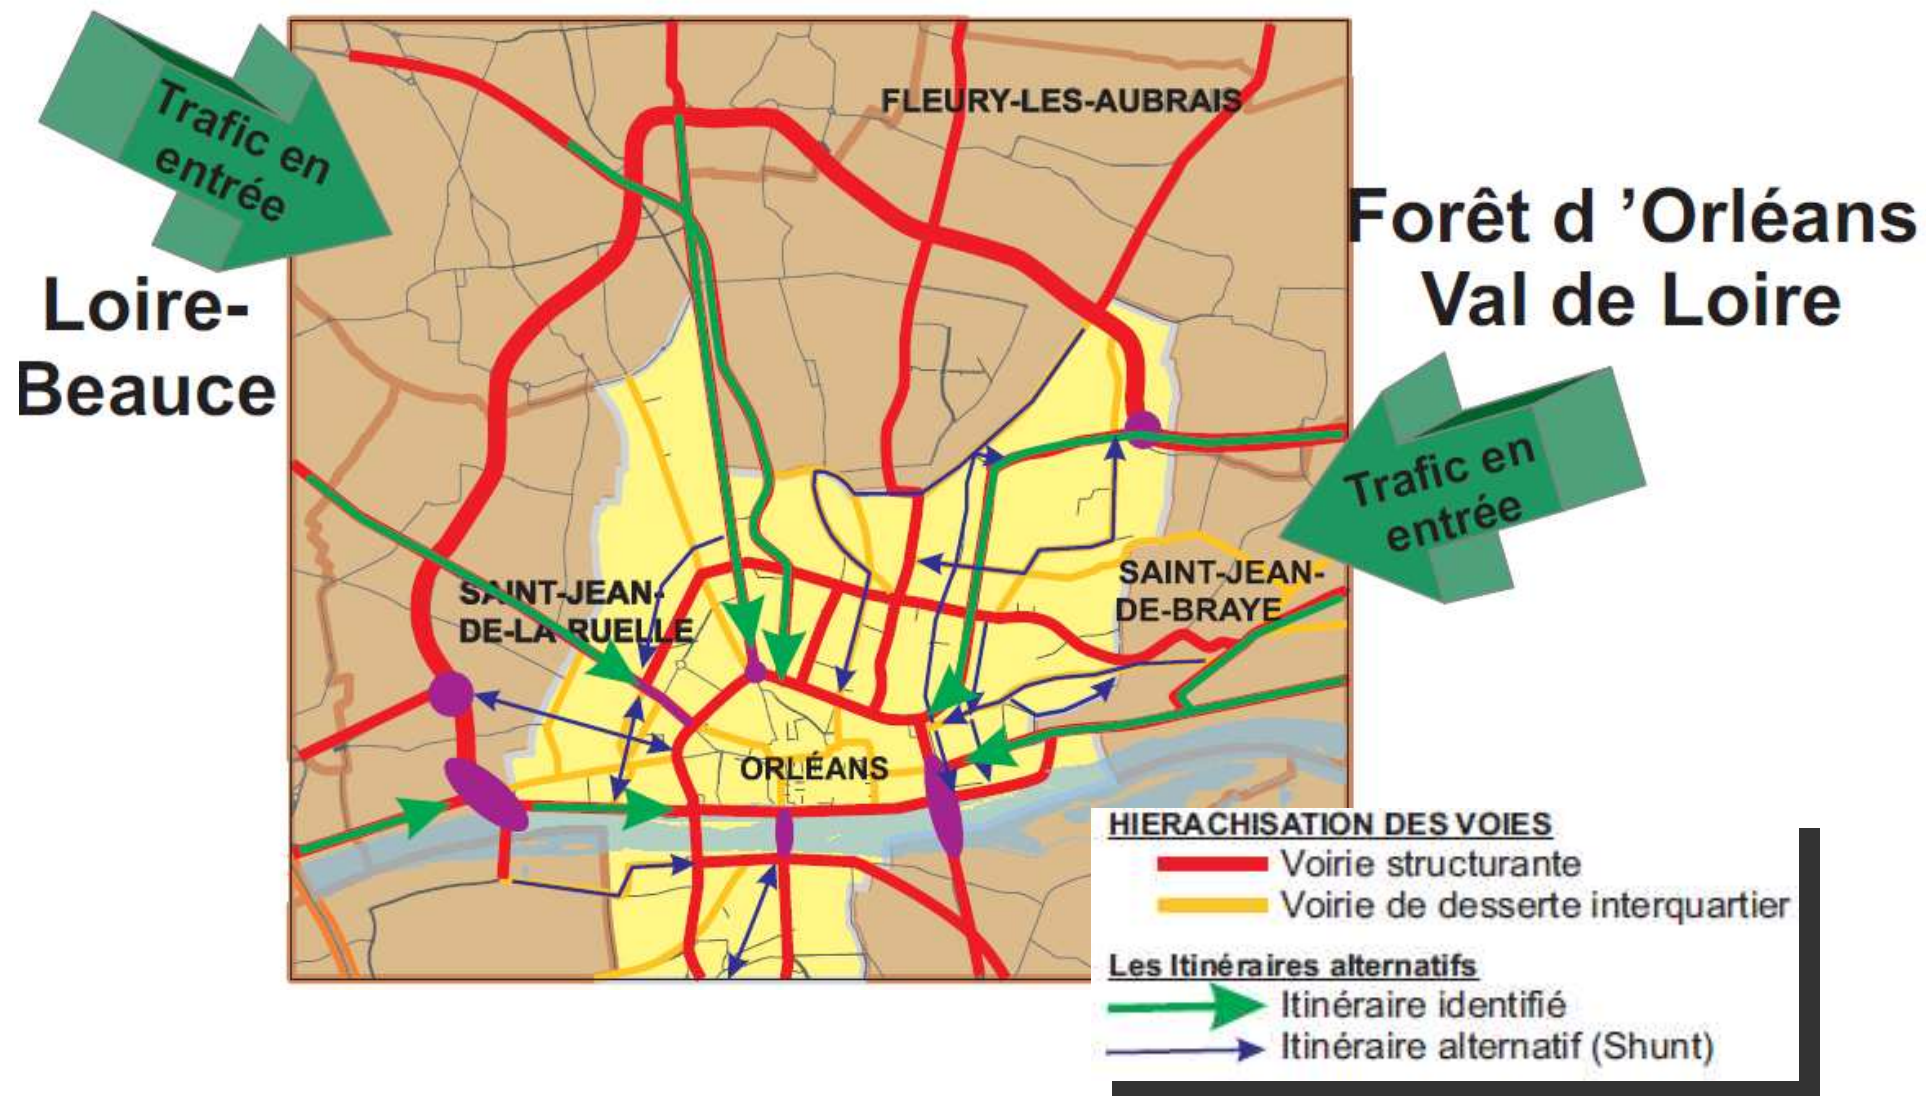 Trafic en
entrée
Loire-
Beauce
FLEURY-LES-AUBRAIS
Forêt d ’Orléans
Val de Loire
Trafic en
entrée
SAINT-JEAN-
DE-LA-RUELLE
SAINT-JEAN-
DE-BRAYE
ORLÉANS
HIERACHISATION DES VOIES
Voirie structurante
Voirie de desserte interquartier
Les Itinéraires alternatifs
Itinéraire identifié
Itinéraire alternatif (Shunt)